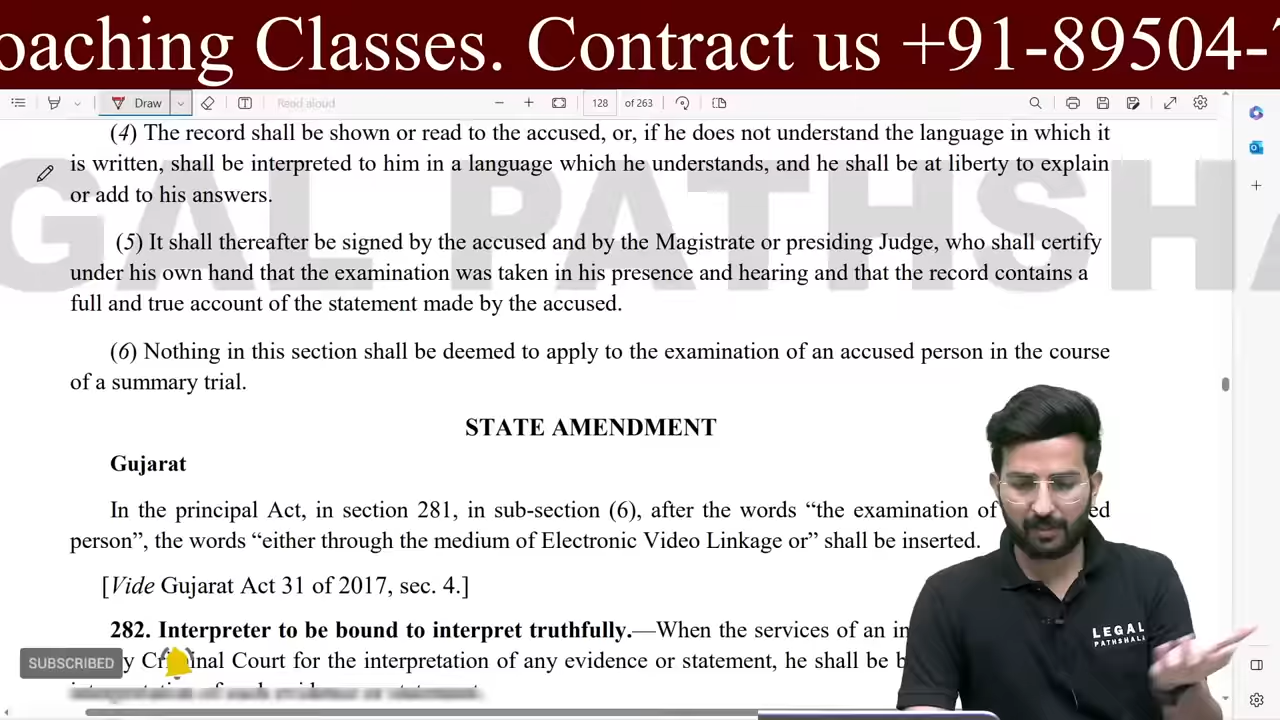 oaching Classes. Contract us +91-89504-
Draw
Read aloud
128 of 263
(4) The record shall be shown or read to the accused, or, if he does not understand the language in which it
is written, shall be interpreted to him in a language which he understands, and he shall be at liberty to explain
or add to his answers.
(5) It shall thereafter be signed by the accused and by the Magistrate or presiding Judge, who shall certify
under his own hand that the examination was taken in his presence and hearing and that the record contains a
full and true account of the statement made by the accused.
(6) Nothing in this section shall be deemed to apply to the examination of an accused person in the course
of a summary trial.
GAL PATHSHA
STATE AMENDMENT
Gujarat
In the principal Act, in section 281, in sub-section (6), after the words “the examination of ed
person”, the words “either through the medium of Electronic Video Linkage or” shall be inserted.
[Vide Gujarat Act 31 of 2017, sec. 4.]
282. Interpreter to be bound to interpret truthfully.—When the services of an in
y Criminal Court for the interpretation of any evidence or statement, he shall be b
interpretation of such evidence or statement.
SUBSCRIBED
LEGAL
PATHSHALA